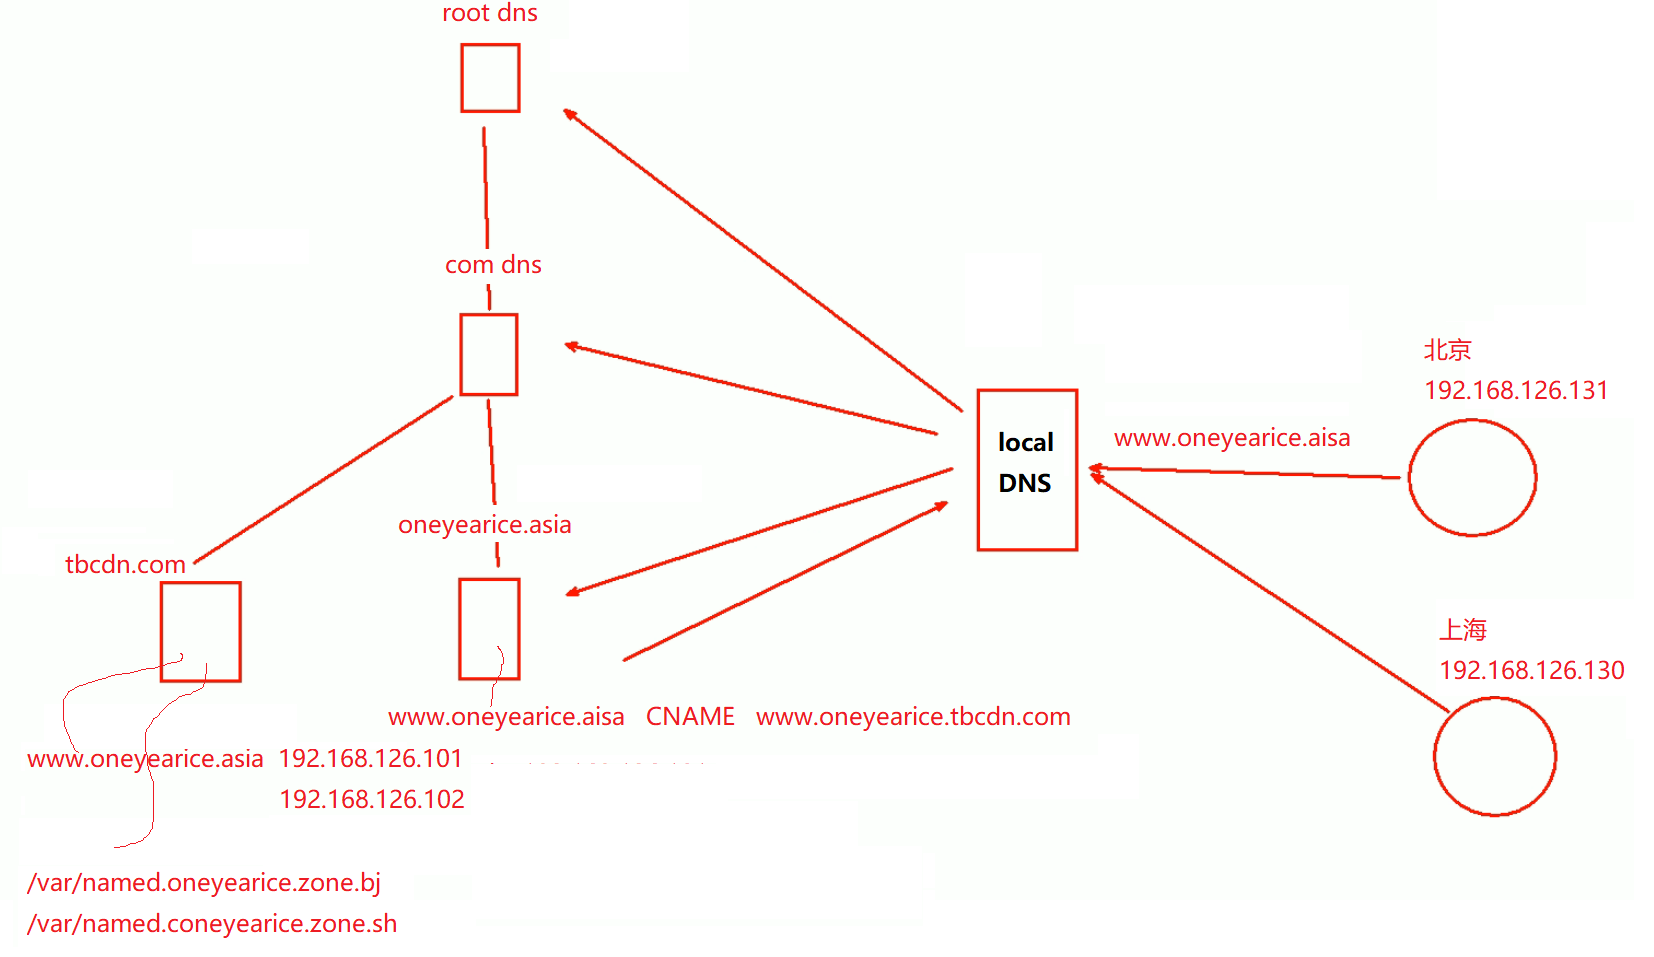 root dns
com dns
北京
192.168.126.131
www.oneyearice.aisa
local
DNS
oneyearice.asia
tbcdn.com
上海
192.168.126.130
www.oneyearice.aisa CNAME www.oneyearice.tbcdn.com
www.oneyearice.asia 192.168.126.101
192.168.126.102
/var/named.oneyearice.zone.bj
/var/named.coneyearice.zone.sh